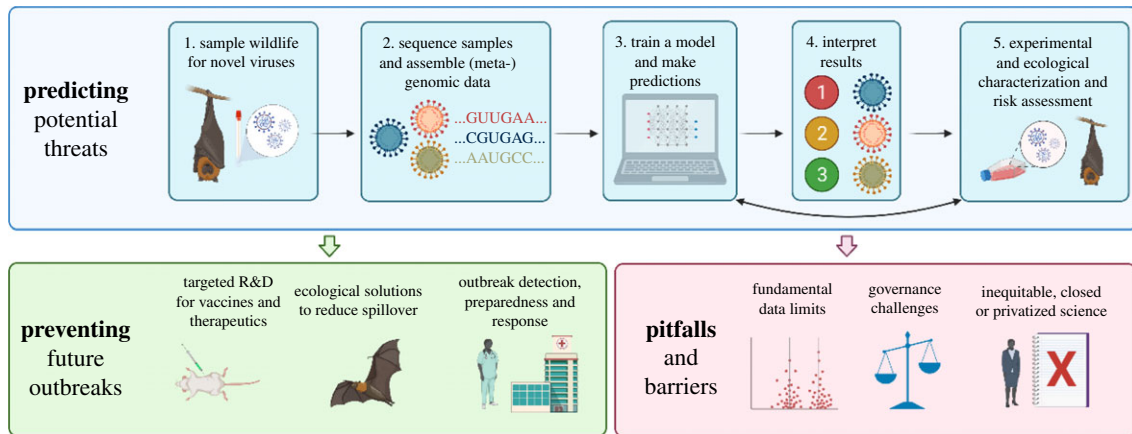 predicting
potential
threats
1. sample wildlife
for novel viruses
2. sequence samples
and assemble (meta-)
genomic data
...GUUGAA...
...CGUGAG...
...AAUGCC...
3. train a model
and make
predictions
4. interpret
results
1
2
3
5. experimental
and ecological
characterization and
risk assessment
preventing
future
outbreaks
targeted R&D
for vaccines and
therapeutics
ecological solutions
to reduce spillover
outbreak detection,
preparedness and
response
pitfalls
and
barriers
fundamental
data limits
governance
challenges
inequitable, closed
or privatized science
X